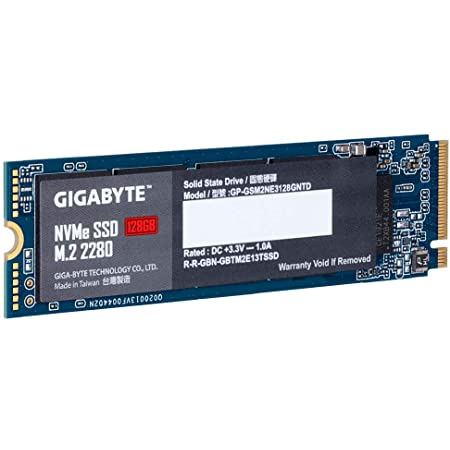 GIGABYTE™
NVMe SSD 128GB
M.2 2280
GIGA-BYTE TECHNOLOGY CO., LTD.
Made in Taiwan 台灣製造
Solid State Drive / 固態硬碟
Model / 型號 :GP-GSM2NE3128GNTD
Rated : DC +3.3V ⎓ 1.0A
R-R-GBN-GBTM2E13TSSD
Warranty Void If Removed
Q020013VF004402N